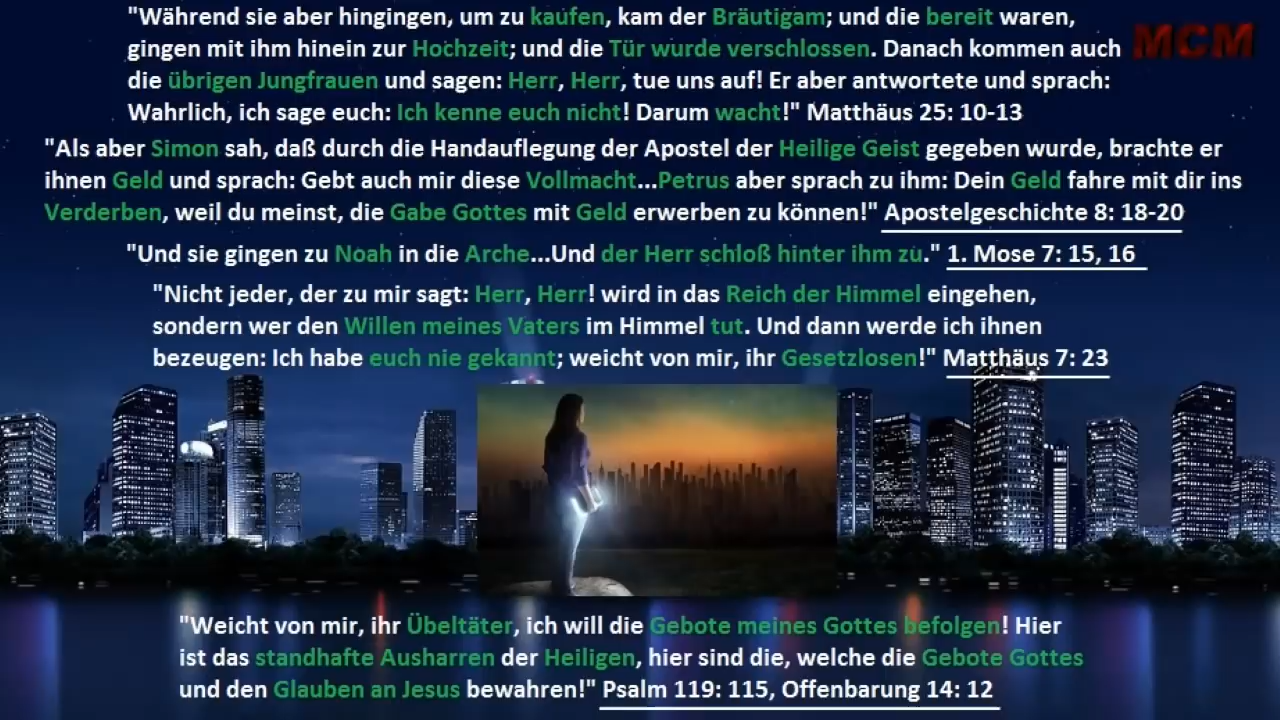 "Während sie aber hingingen, um zu kaufen, kam der Bräutigam; und die bereit waren,
gingen mit ihm hinein zur Hochzeit; und die Tür wurde verschlossen. Danach kommen auch
MCM
die übrigen Jungfrauen und sagen: Herr, Herr, tue uns auf! Er aber antwortete und sprach:
Wahrlich, ich sage euch: Ich kenne euch nicht! Darum wacht!" Matthäus 25: 10-13
"Als aber Simon sah, daß durch die Handauflegung der Apostel der Heilige Geist gegeben wurde, brachte er
ihnen Geld und sprach: Gebt auch mir diese Vollmacht...Petrus aber sprach zu ihm: Dein Geld fahre mit dir ins
Verderben, weil du meinst, die Gabe Gottes mit Geld erwerben zu können!" Apostelgeschichte 8: 18-20
"Und sie gingen zu Noah in die Arche...Und der Herr schloß hinter ihm zu." 1. Mose 7: 15, 16
"Nicht jeder, der zu mir sagt: Herr, Herr! wird in das Reich der Himmel eingehen,
sondern wer den Willen meines Vaters im Himmel tut. Und dann werde ich ihnen
bezeugen: Ich habe euch nie gekannt; weicht von mir, ihr Gesetzlosen!" Matthäus 7: 23
"Weicht von mir, ihr Übeltäter, ich will die Gebote meines Gottes befolgen! Hier
ist das standhafte Ausharren der Heiligen, hier sind die, welche die Gebote Gottes
und den Glauben an Jesus bewahren!" Psalm 119: 115, Offenbarung 14: 12